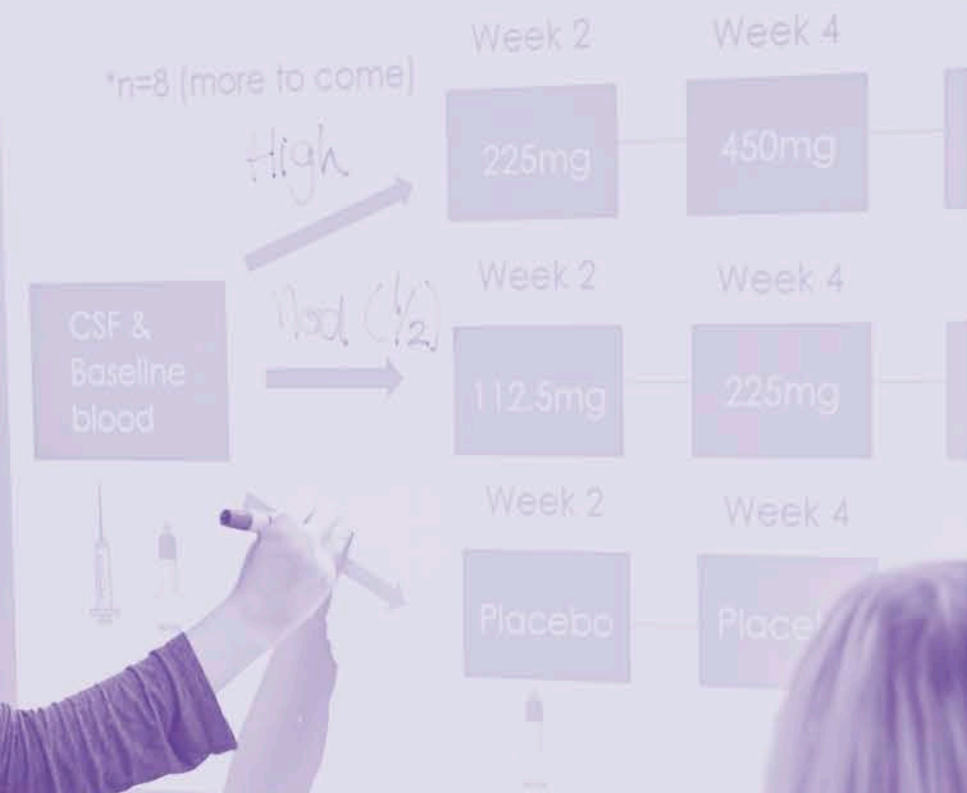 Week 2
Week 4
*n=8 (more to come)
High
225mg
450mg
Week 2
Week 4
CSF &
Baseline
blood
(1/2)
112.5mg
225mg
Week 2
Week 4
Placebo